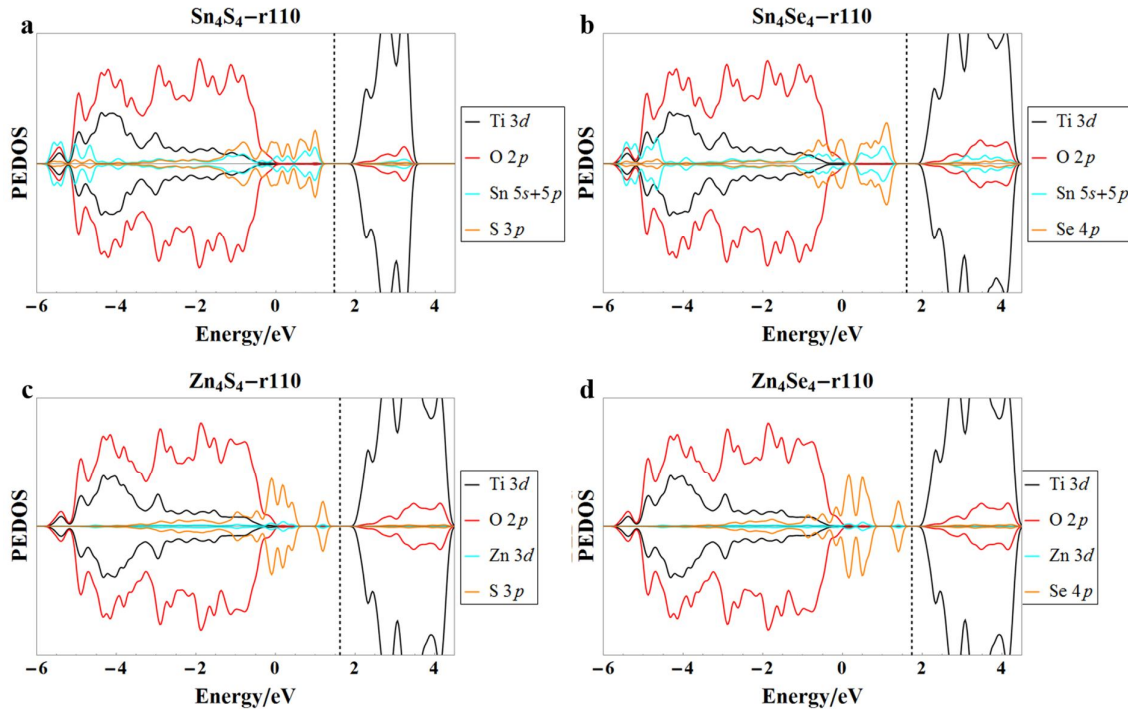 a
Sn₄S₄−r110
PEDOS
Ti 3d
O 2p
Sn 5s+5p
S 3p
−6 −4 −2 0 2 4
Energy/eV
b
Sn₄Se₄−r110
PEDOS
Ti 3d
O 2p
Sn 5s+5p
Se 4p
−6 −4 −2 0 2 4
Energy/eV
c
Zn₄S₄−r110
PEDOS
Ti 3d
O 2p
Zn 3d
S 3p
−6 −4 −2 0 2 4
Energy/eV
d
Zn₄Se₄−r110
PEDOS
Ti 3d
O 2p
Zn 3d
Se 4p
−6 −4 −2 0 2 4
Energy/eV